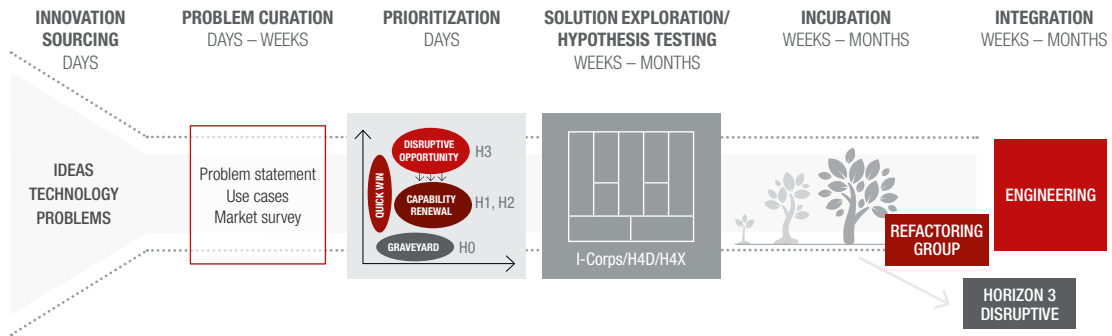 INNOVATION
SOURCING
DAYS
PROBLEM CURATION
DAYS – WEEKS
PRIORITIZATION
DAYS
SOLUTION EXPLORATION/
HYPOTHESIS TESTING
WEEKS – MONTHS
INCUBATION
WEEKS – MONTHS
INTEGRATION
WEEKS – MONTHS
IDEAS
TECHNOLOGY
PROBLEMS
Problem statement
Use cases
Market survey
QUICK WIN
DISRUPTIVE
OPPORTUNITY
H3
CAPABILITY
RENEWAL
H1, H2
GRAVEYARD
H0
I-Corps/H4D/H4X
REFACTORING
GROUP
ENGINEERING
HORIZON 3
DISRUPTIVE